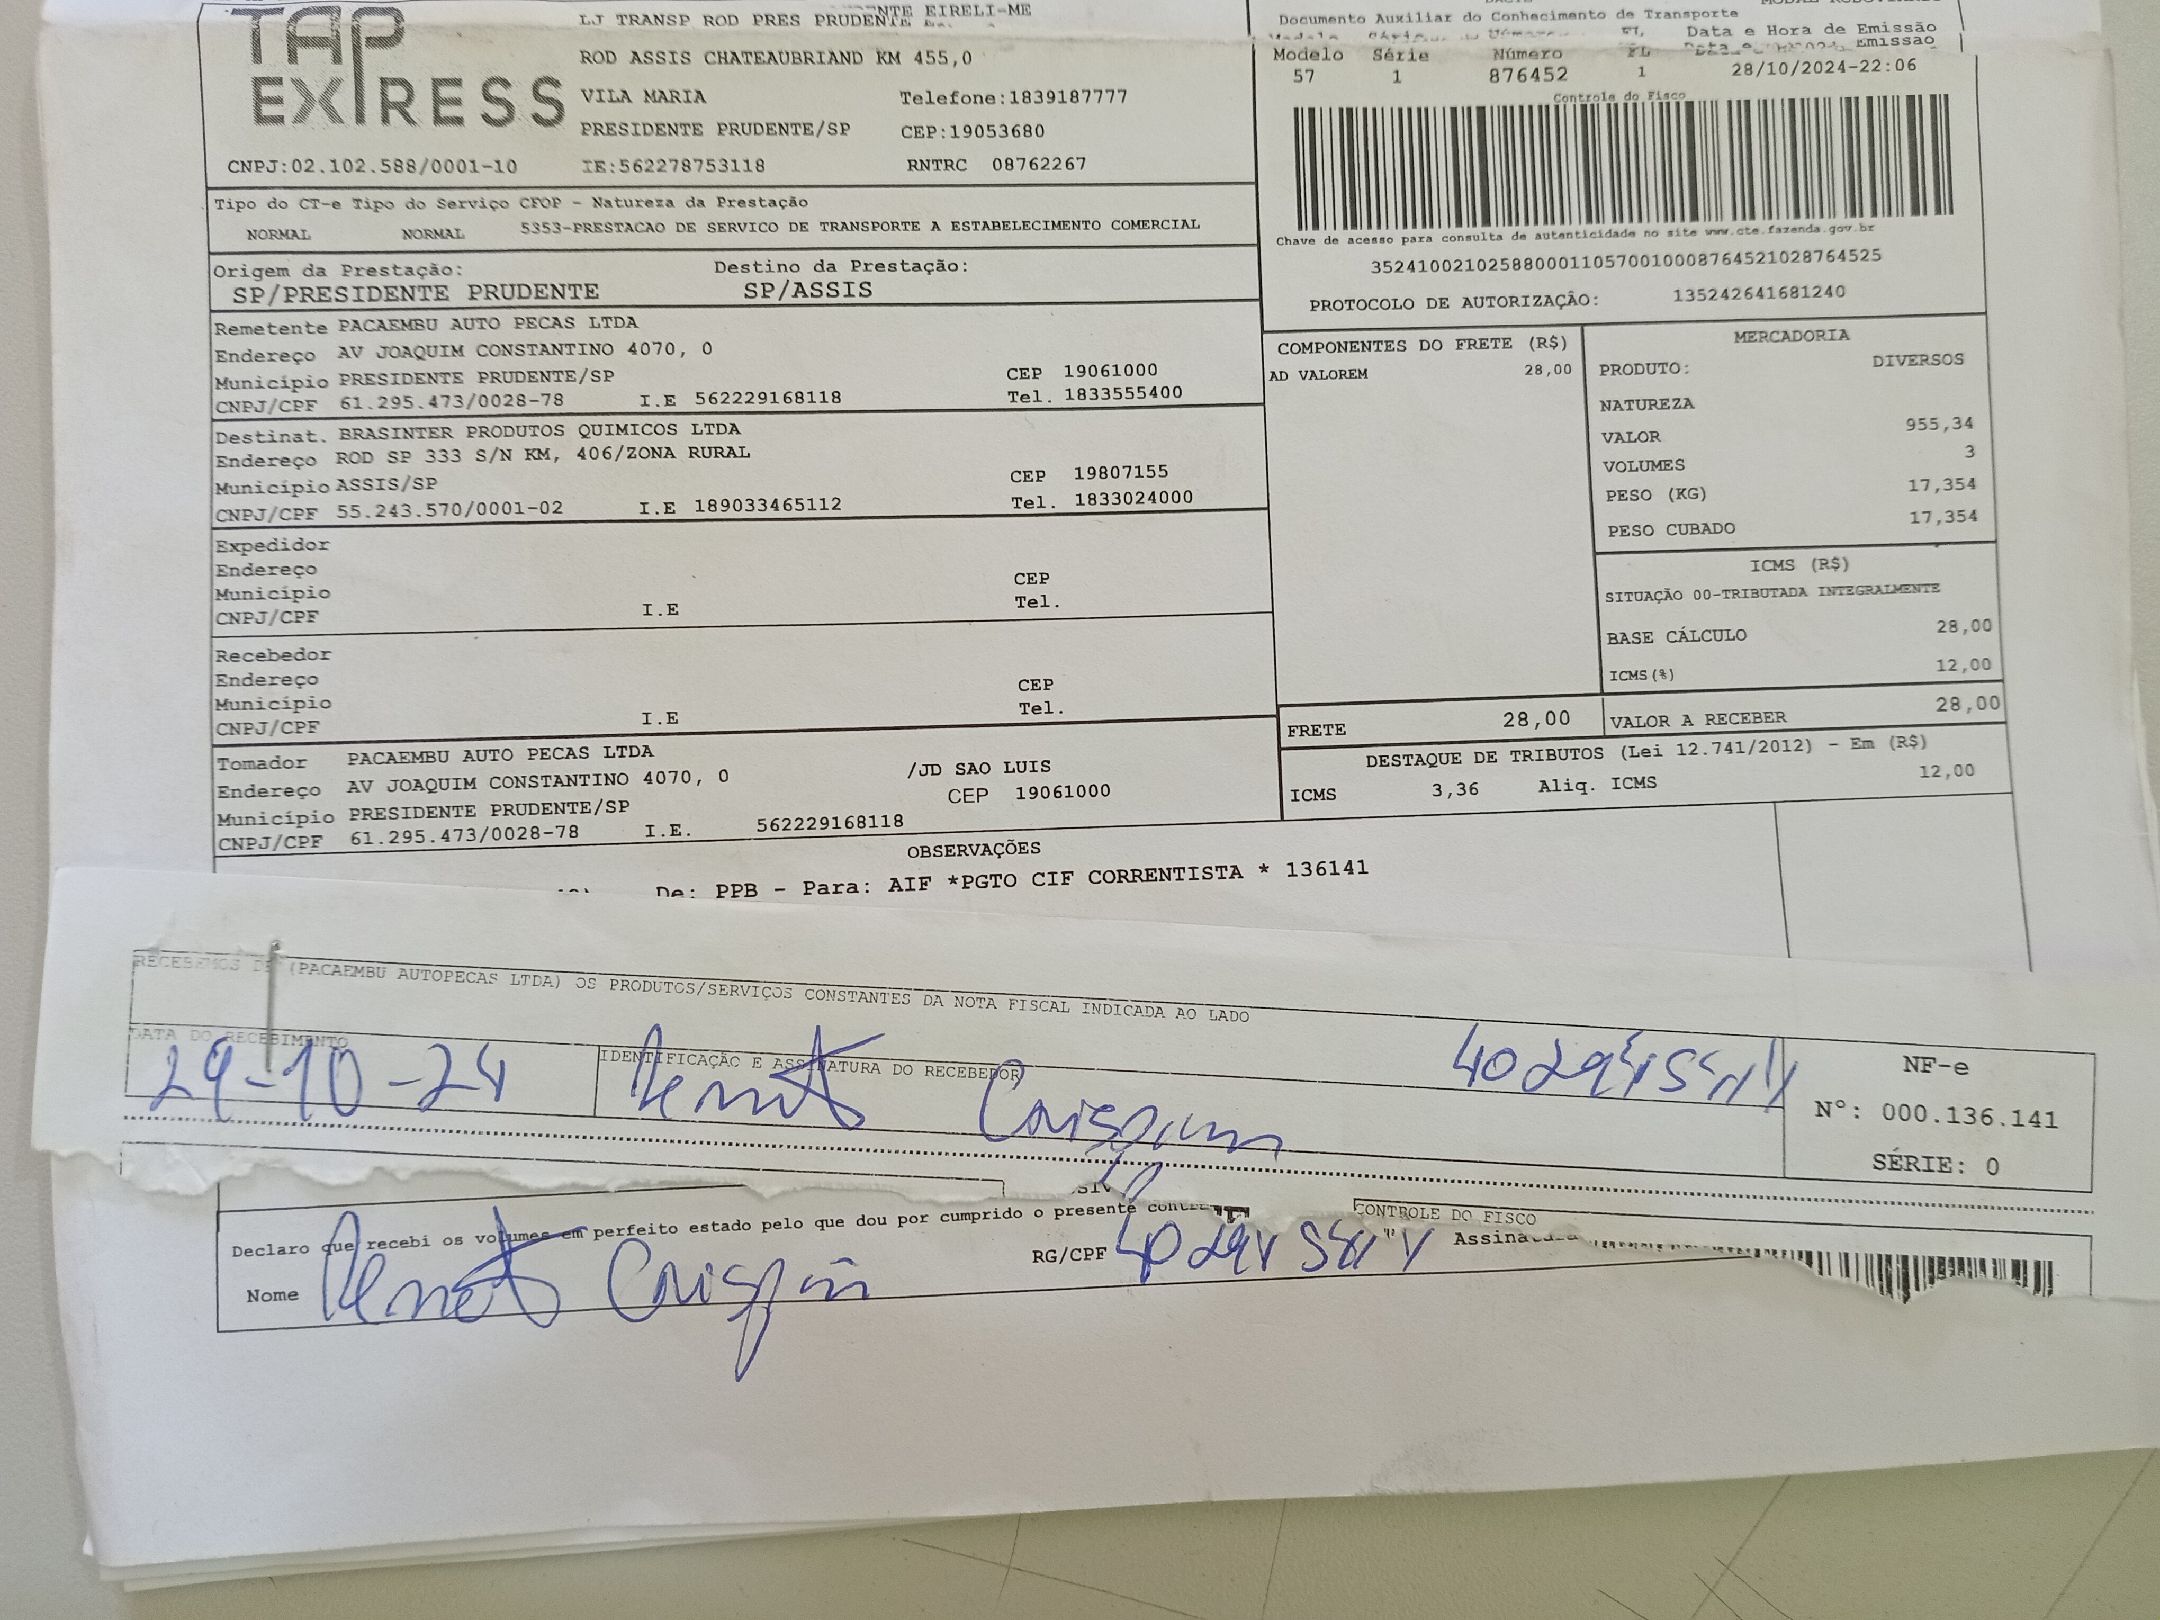 TAP EXPRESS
LJ TRANSP ROD PRES PRUDENTE EIRELI-ME
ROD ASSIS CHATEAUBRIAND KM 455,0
VILA MARIA Telefone:1839187777
PRESIDENTE PRUDENTE/SP CEP:19053680
CNPJ:02.102.588/0001-10 IE:562278753118 RNTRC 08762267
Documento Auxiliar do Conhecimento de Transporte
Data e Hora de Emissão
Modelo Série Número FL Data e Emissão
57 1 876452 1 28/10/2024-22:06
Controle do Fisco
Chave de acesso para consulta de autenticidade no site www.cte.fazenda.gov.br
35241002102588000110570010008764521028764525
PROTOCOLO DE AUTORIZAÇÃO: 135242641681240
Tipo do CT-e Tipo do Serviço CFOP - Natureza da Prestação
NORMAL NORMAL 5353-PRESTACAO DE SERVICO DE TRANSPORTE A ESTABELECIMENTO COMERCIAL
Origem da Prestação: Destino da Prestação:
SP/PRESIDENTE PRUDENTE SP/ASSIS
Remetente PACAEMBU AUTO PECAS LTDA
Endereço AV JOAQUIM CONSTANTINO 4070, 0
Município PRESIDENTE PRUDENTE/SP CEP 19061000
CNPJ/CPF 61.295.473/0028-78 I.E 562229168118 Tel. 1833555400
Destinat. BRASINTER PRODUTOS QUIMICOS LTDA
Endereço ROD SP 333 S/N KM, 406/ZONA RURAL
Município ASSIS/SP CEP 19807155
CNPJ/CPF 55.243.570/0001-02 I.E 189033465112 Tel. 1833024000
Expedidor
Endereço
Município CEP
CNPJ/CPF I.E Tel.
Recebedor
Endereço
Município CEP
CNPJ/CPF I.E Tel.
Tomador PACAEMBU AUTO PECAS LTDA
Endereço AV JOAQUIM CONSTANTINO 4070, 0 /JD SAO LUIS
Município PRESIDENTE PRUDENTE/SP CEP 19061000
CNPJ/CPF 61.295.473/0028-78 I.E. 562229168118
COMPONENTES DO FRETE (R$)
AD VALOREM 28,00
MERCADORIA
PRODUTO: DIVERSOS
NATUREZA
VALOR 955,34
VOLUMES 3
PESO (KG) 17,354
PESO CUBADO 17,354
ICMS (R$)
SITUAÇÃO 00-TRIBUTADA INTEGRALMENTE
BASE CÁLCULO 28,00
ICMS(%) 12,00
FRETE 28,00 VALOR A RECEBER 28,00
DESTAQUE DE TRIBUTOS (Lei 12.741/2012) - Em (R$)
ICMS 3,36 Aliq. ICMS 12,00
OBSERVAÇÕES
De: PPB - Para: AIF *PGTO CIF CORRENTISTA * 136141
RECEBEMOS DE (PACAEMBU AUTOPECAS LTDA) OS PRODUTOS/SERVIÇOS CONSTANTES DA NOTA FISCAL INDICADA AO LADO
DATA DO RECEBIMENTO IDENTIFICAÇÃO E ASSINATURA DO RECEBEDOR
29-10-24
NF-e
Nº: 000.136.141
SÉRIE: 0
Declaro que recebi os volumes em perfeito estado pelo que dou por cumprido o presente
CONTROLE DO FISCO
Nome RG/CPF